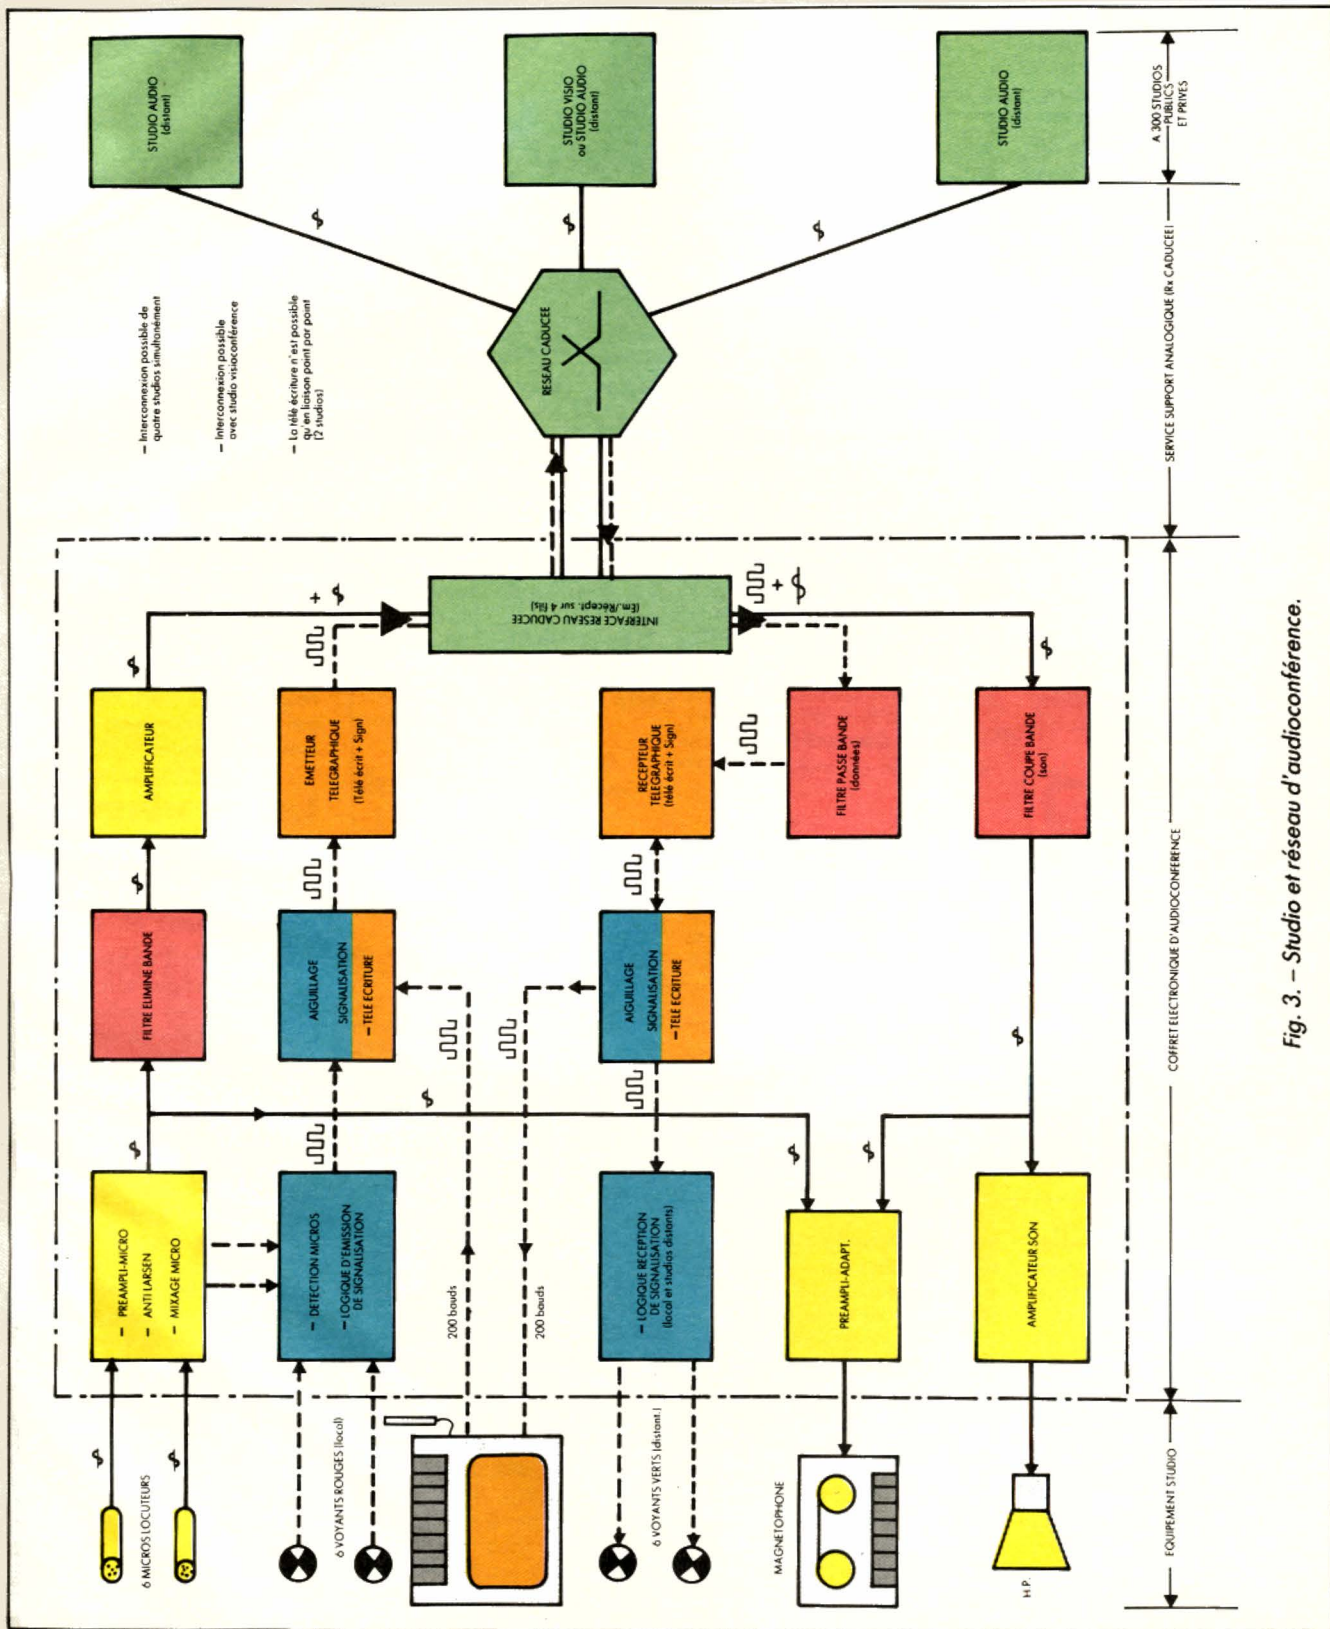 6 MICROS LOCUTEURS
– PREAMPLI-MICRO
– ANTI LARSEN
– MIXAGE MICRO
FILTRE ELIMINE BANDE
AMPLIFICATEUR
– Interconnexion possible de
quatre studios simultanément
– Interconnexion possible
avec studio visioconférence
– La télé écriture n'est possible
qu'en liaison point par point
(2 studios)
STUDIO AUDIO
(distant)
6 VOYANTS ROUGES (local)
– DETECTION MICROS
– LOGIQUE D'EMISSION
DE SIGNALISATION
AIGUILLAGE
SIGNALISATION
– TELE ECRITURE
EMETTEUR
TELEGRAPHIQUE
(Télé écrit + Sign)
+
200 bauds
200 bauds
INTERFACE RESEAU CADUCEE
(Em./Récept. sur 4 fils)
RESEAU CADUCEE
STUDIO VISIO
ou STUDIO AUDIO
(distant)
6 VOYANTS VERTS (distant.)
– LOGIQUE RECEPTION
DE SIGNALISATION
(local et studios distants)
AIGUILLAGE
SIGNALISATION
– TELE ECRITURE
RECEPTEUR
TELEGRAPHIQUE
(télé écrit + Sign)
+
MAGNETOPHONE
PREAMPLI-ADAPT.
FILTRE PASSE BANDE
(données)
H.P.
AMPLIFICATEUR SON
FILTRE COUPE BANDE
(son)
STUDIO AUDIO
(distant)
EQUIPEMENT STUDIO
COFFRET ELECTRONIQUE D'AUDIOCONFERENCE
SERVICE SUPPORT ANALOGIQUE (Rx CADUCEE)
A 300 STUDIOS
PUBLICS
ET PRIVES
Fig. 3. – Studio et réseau d'audioconférence.